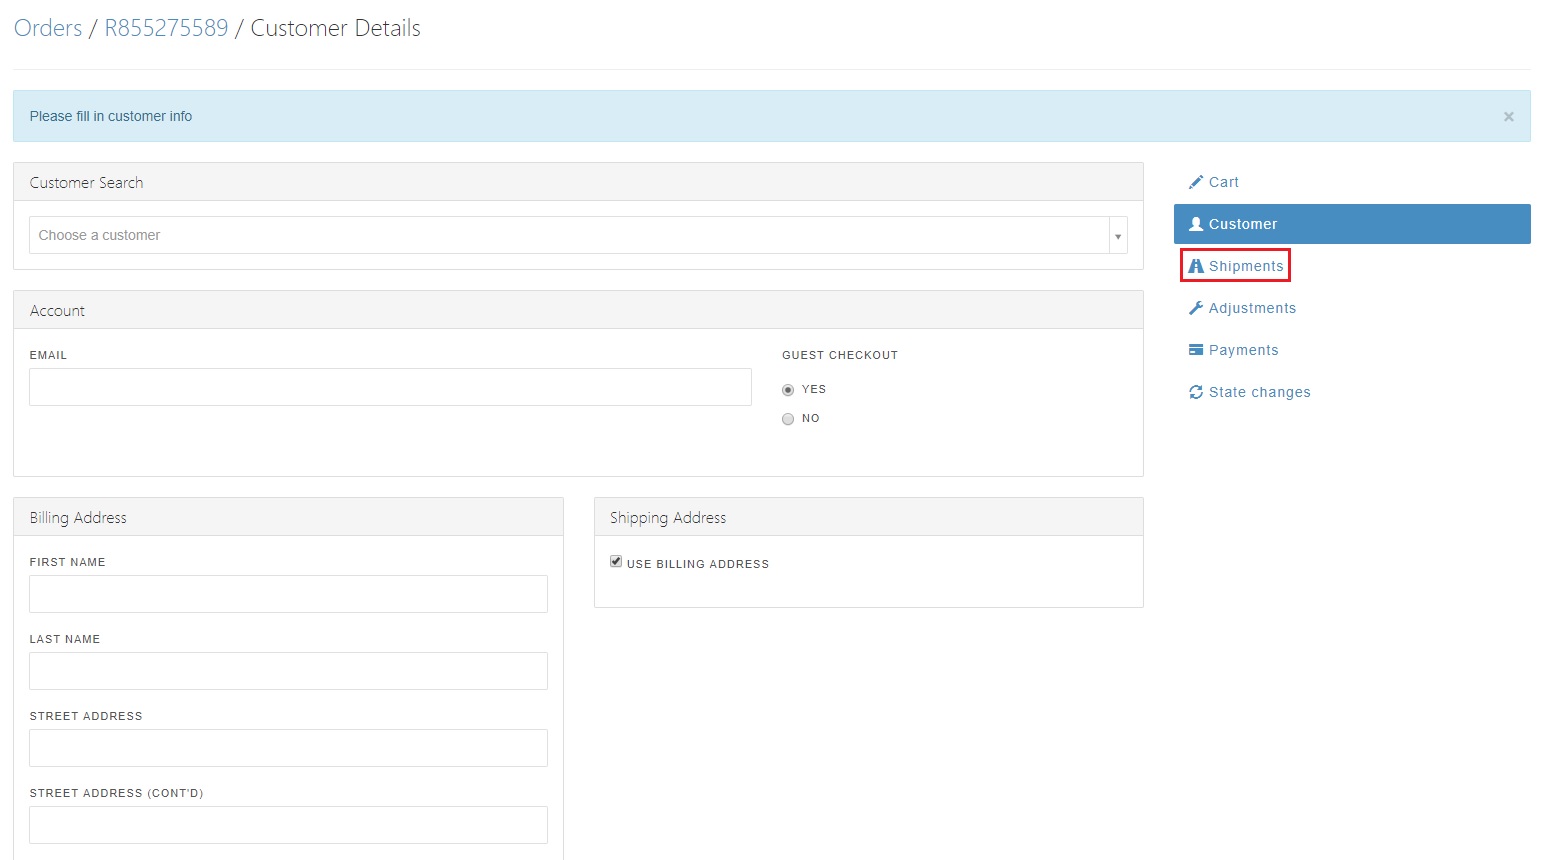 Orders / R855275589 / Customer Details
Please fill in customer info
×
Customer Search
Choose a customer
Account
EMAIL
GUEST CHECKOUT
YES
NO
Billing Address
FIRST NAME
LAST NAME
STREET ADDRESS
STREET ADDRESS (CONT'D)
Shipping Address
USE BILLING ADDRESS
Cart
Customer
Shipments
Adjustments
Payments
State changes